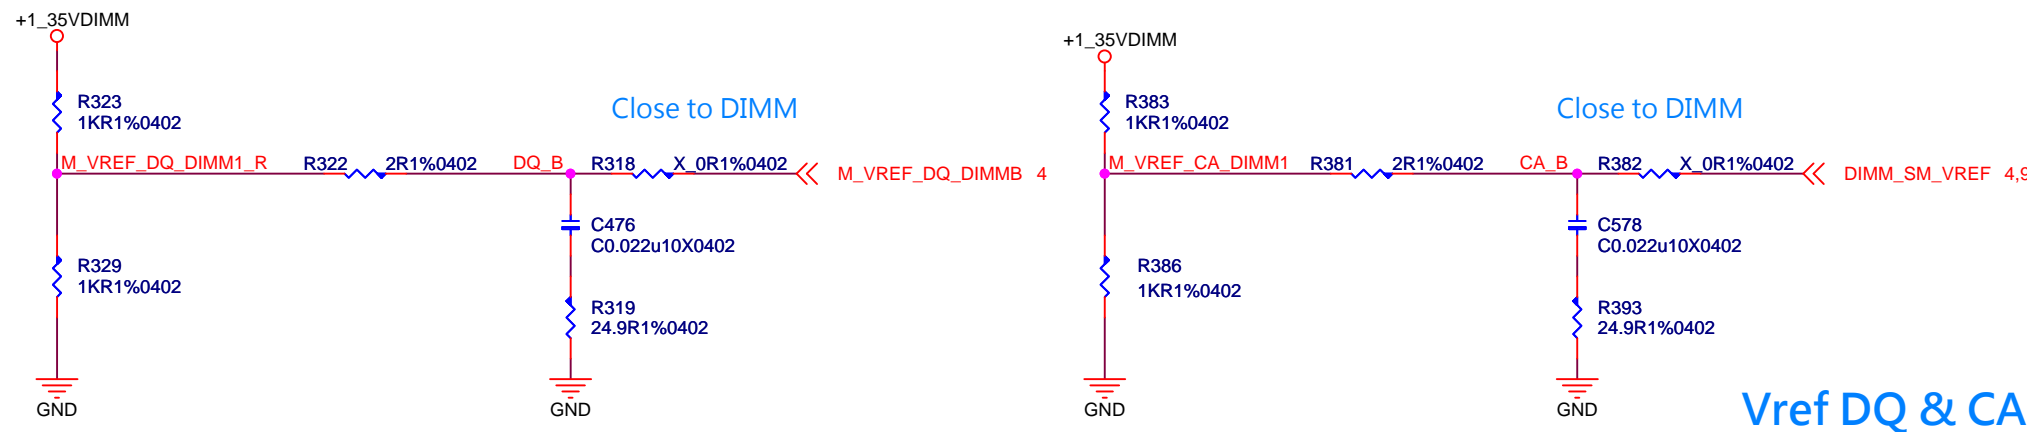 +1_35VDIMM
R323
1KR1%0402
Close to DIMM
M_VREF_DQ_DIMM1_R R322 2R1%0402 DQ_B R318 X_0R1%0402 M_VREF_DQ_DIMMB 4
C476
C0.022u10X0402
R329
1KR1%0402
R319
24.9R1%0402
GND GND
+1_35VDIMM
R383
1KR1%0402
Close to DIMM
M_VREF_CA_DIMM1 R381 2R1%0402 CA_B R382 X_0R1%0402 DIMM_SM_VREF 4,9
C578
C0.022u10X0402
R386
1KR1%0402
R393
24.9R1%0402
GND GND
Vref DQ & CA